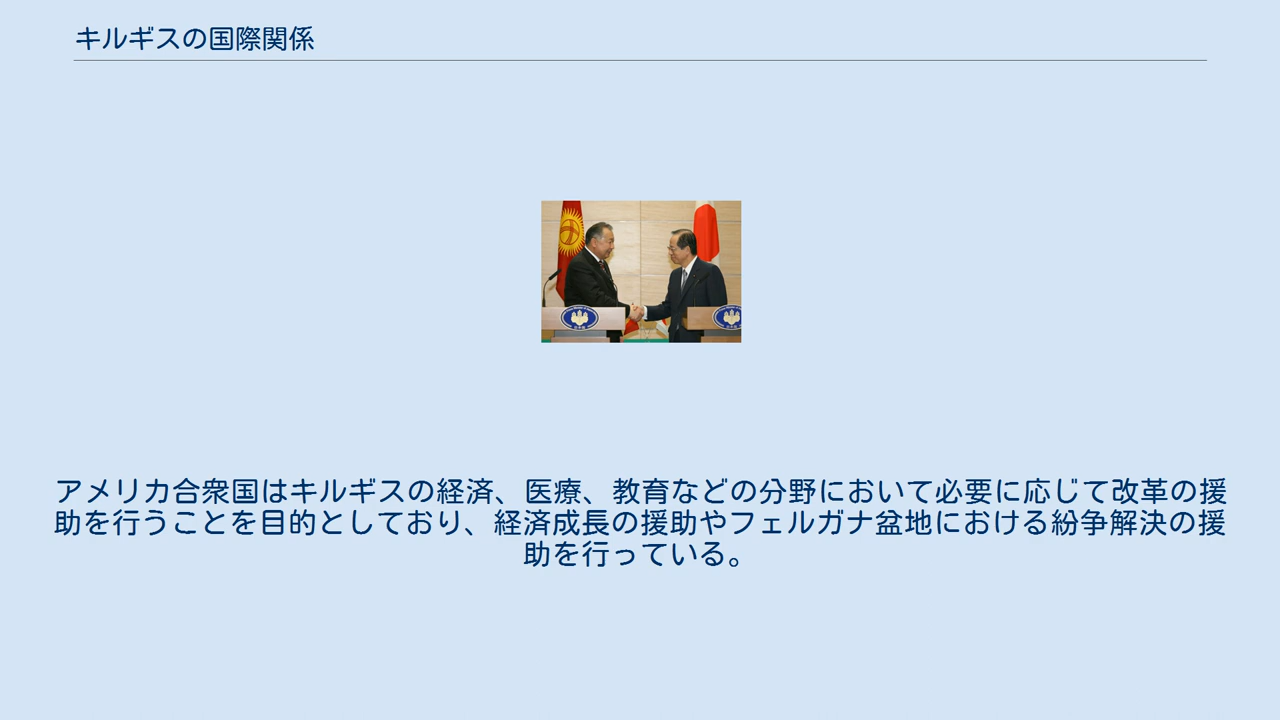 キルギスの国際関係
アメリカ合衆国はキルギスの経済、医療、教育などの分野において必要に応じて改革の援
助を行うことを目的としており、経済成長の援助やフェルガナ盆地における紛争解決の援
助を行っている。